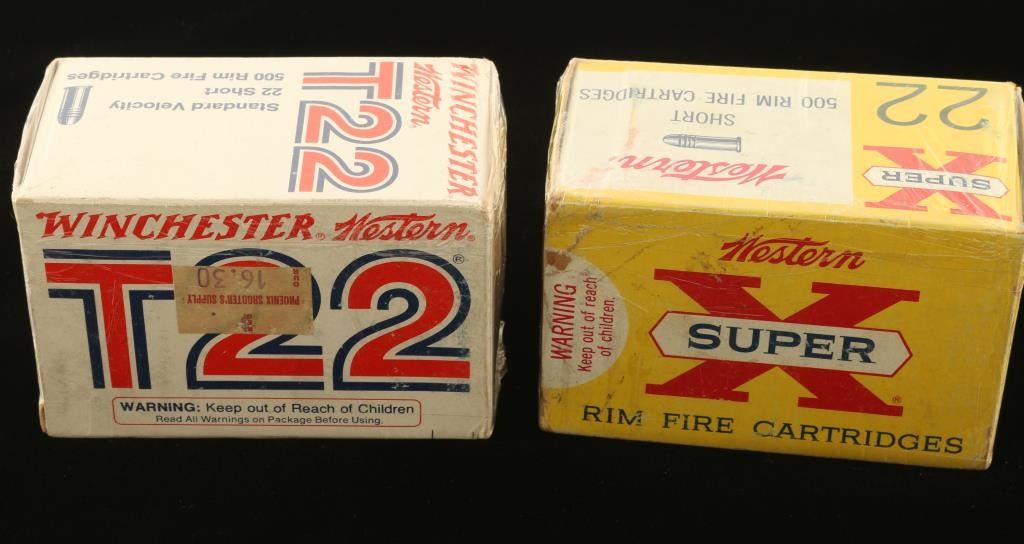 WINCHESTER
Western®
T22
Standard Velocity
22 Short
500 Rim Fire Cartridges
WINCHESTER® Western®
T22®
PHOENIX SHOOTER'S SUPPLY
16.30
WARNING: Keep out of Reach of Children
Read All Warnings on Package Before Using.
22
SUPER X
Western®
SHORT
500 RIM FIRE CARTRIDGES
Western
SUPER X®
RIM FIRE CARTRIDGES
WARNING
Keep out of reach
of children.